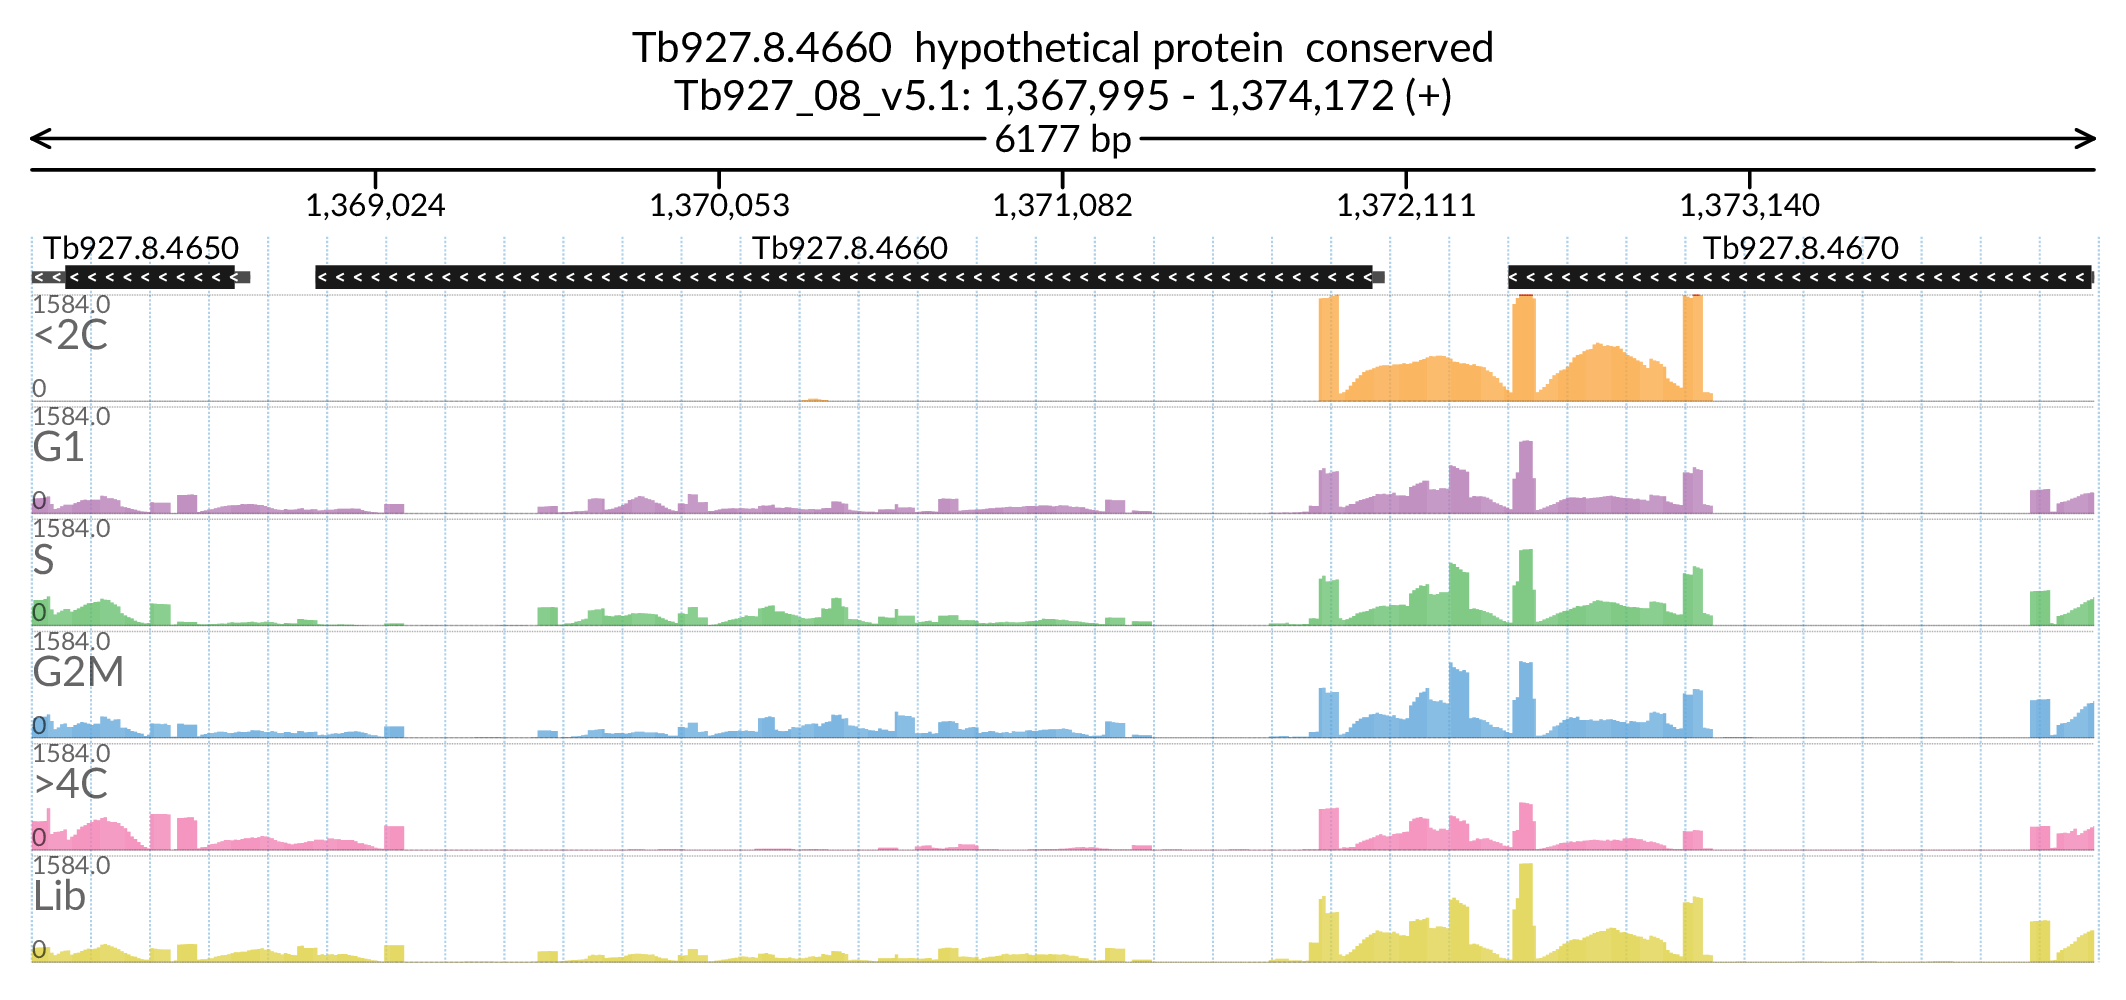 Tb927.8.4660 hypothetical protein conserved
Tb927_08_v5.1: 1,367,995 - 1,374,172 (+)
6177 bp
1,369,024 1,370,053 1,371,082 1,372,111 1,373,140
Tb927.8.4650 Tb927.8.4660 Tb927.8.4670
1584.0
<2C
0
1584.0
G1
0
1584.0
S
0
1584.0
G2M
0
1584.0
>4C
0
1584.0
Lib
0